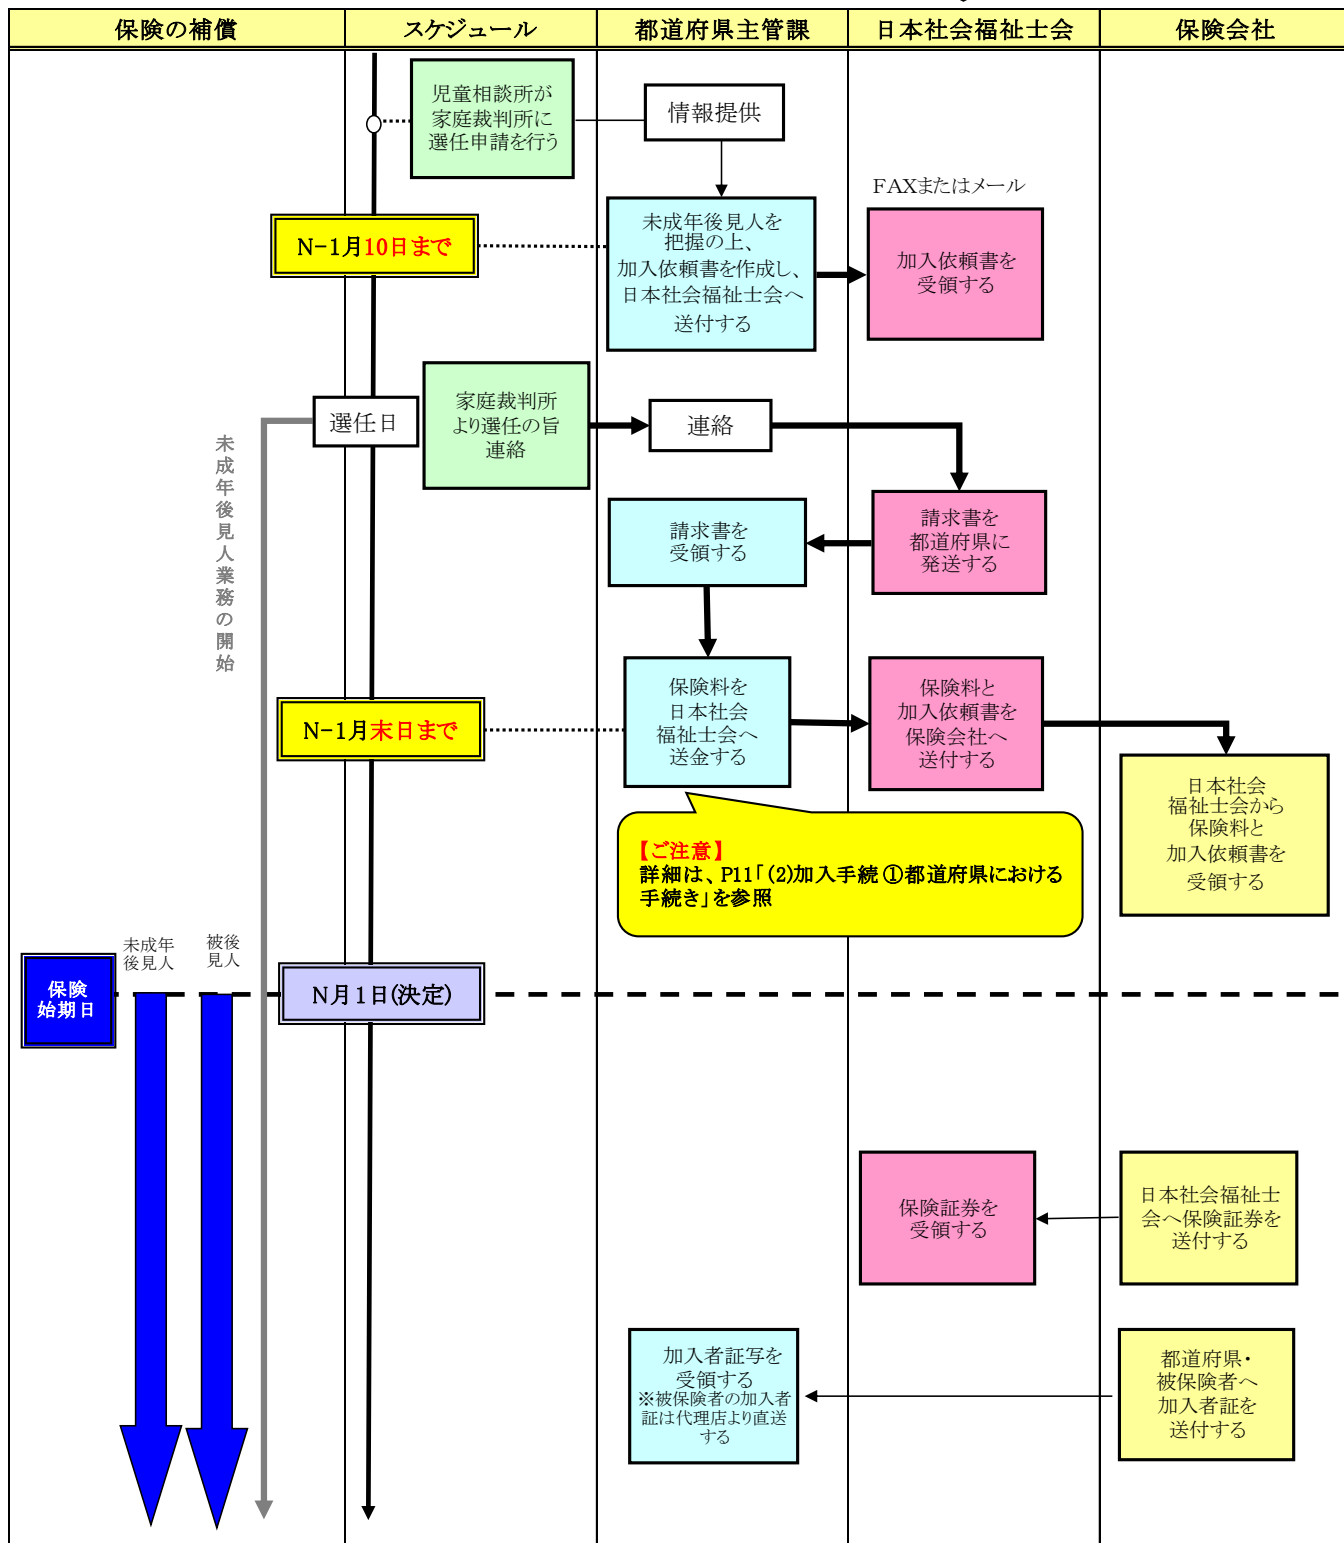 保険の補償
スケジュール
都道府県主管課
日本社会福祉士会
保険会社
児童相談所が
家庭裁判所に
選任申請を行う
情報提供
FAXまたはメール
N-1月10日まで
未成年後見人を
把握の上、
加入依頼書を作成し、
日本社会福祉士会へ
送付する
加入依頼書を
受領する
選任日
家庭裁判所
より選任の旨
連絡
連絡
未成年後見人業務の開始
請求書を
受領する
請求書を
都道府県に
発送する
N-1月末日まで
保険料を
日本社会
福祉士会へ
送金する
保険料と
加入依頼書を
保険会社へ
送付する
日本社会
福祉士会から
保険料と
加入依頼書を
受領する
【ご注意】
詳細は、P11「(2)加入手続①都道府県における
手続き」を参照
未成年
後見人
被後
見人
保険
始期日
N月1日(決定)
保険証券を
受領する
日本社会福祉士
会へ保険証券を
送付する
加入者証写を
受領する
※被保険者の加入者
証は代理店より直送
する
都道府県・
被保険者へ
加入者証を
送付する